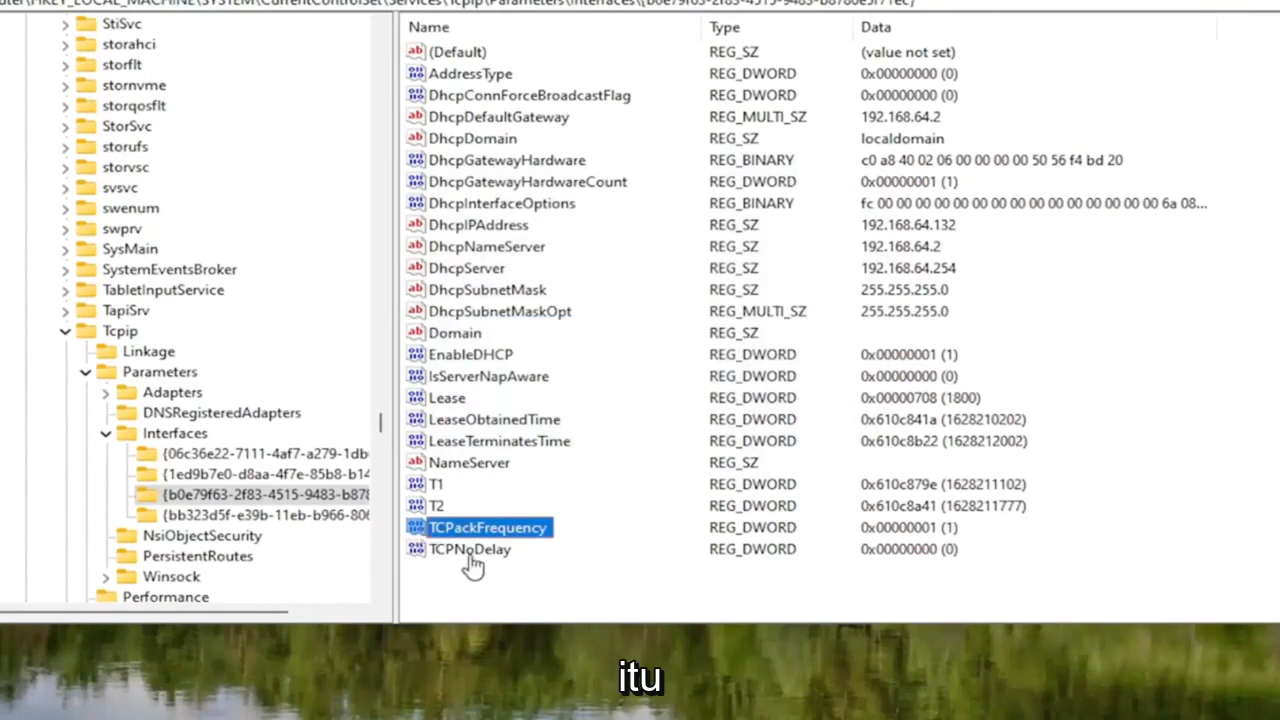 StiSvc
storahci
storflt
stornvme
storqosflt
StorSvc
storufs
storvsc
svsvc
swenum
swprv
SysMain
SystemEventsBroker
TabletInputService
TapiSrv
Tcpip
Linkage
Parameters
Adapters
DNSRegisteredAdapters
Interfaces
{06c36e22-7111-4af7-a279-1db
{1ed9b7e0-d8aa-4f7e-85b8-b14
{b0e79f63-2f83-4515-9483-b878
{bb323d5f-e39b-11eb-b966-806
NsiObjectSecurity
PersistentRoutes
Winsock
Performance
Name Type Data
(Default) REG_SZ (value not set)
AddressType REG_DWORD 0x00000000 (0)
DhcpConnForceBroadcastFlag REG_DWORD 0x00000000 (0)
DhcpDefaultGateway REG_MULTI_SZ 192.168.64.2
DhcpDomain REG_SZ localdomain
DhcpGatewayHardware REG_BINARY c0 a8 40 02 06 00 00 00 00 50 56 f4 bd 20
DhcpGatewayHardwareCount REG_DWORD 0x00000001 (1)
DhcpInterfaceOptions REG_BINARY fc 00 00 00 00 00 00 00 00 00 00 00 00 00 00 00 6a 08...
DhcpIPAddress REG_SZ 192.168.64.132
DhcpNameServer REG_SZ 192.168.64.2
DhcpServer REG_SZ 192.168.64.254
DhcpSubnetMask REG_SZ 255.255.255.0
DhcpSubnetMaskOpt REG_MULTI_SZ 255.255.255.0
Domain REG_SZ
EnableDHCP REG_DWORD 0x00000001 (1)
IsServerNapAware REG_DWORD 0x00000000 (0)
Lease REG_DWORD 0x00000708 (1800)
LeaseObtainedTime REG_DWORD 0x610c841a (1628210202)
LeaseTerminatesTime REG_DWORD 0x610c8b22 (1628212002)
NameServer REG_SZ
T1 REG_DWORD 0x610c879e (1628211102)
T2 REG_DWORD 0x610c8a41 (1628211777)
TCPackFrequency REG_DWORD 0x00000001 (1)
TCPNoDelay REG_DWORD 0x00000000 (0)
itu